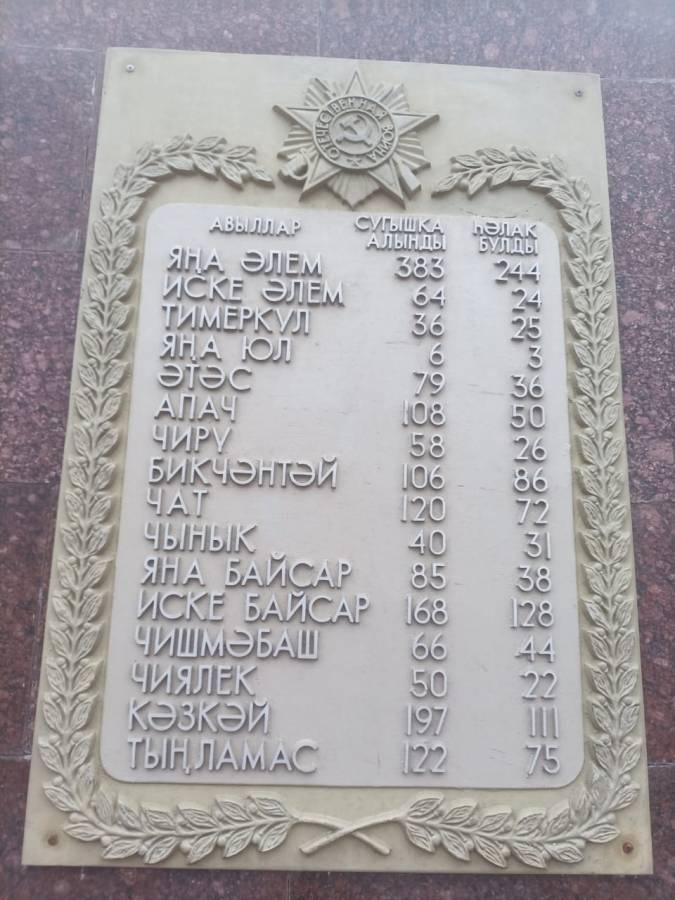 ОТЕЧЕСТВЕННАЯ ВОЙНА
АВЫЛЛАР СУГЫШКА АЛЫНДЫ ҺӘЛАК БУЛДЫ
ЯҢА ӘЛЕМ 383 244
ИСКЕ ӘЛЕМ 64 24
ТИМЕРКУЛ 36 25
ЯҢА ЮЛ 6 3
ӘТӘС 79 36
АПАЧ 108 50
ЧИРУ 58 26
БИКЧӘНТӘЙ 106 86
ЧАТ 120 72
ЧЫНЫК 40 31
ЯНА БАЙСАР 85 38
ИСКЕ БАЙСАР 168 128
ЧИШМӘБАШ 66 44
ЧИЯЛЕК 50 22
КӘЗКӘЙ 197 111
ТЫҢЛАМАС 122 75